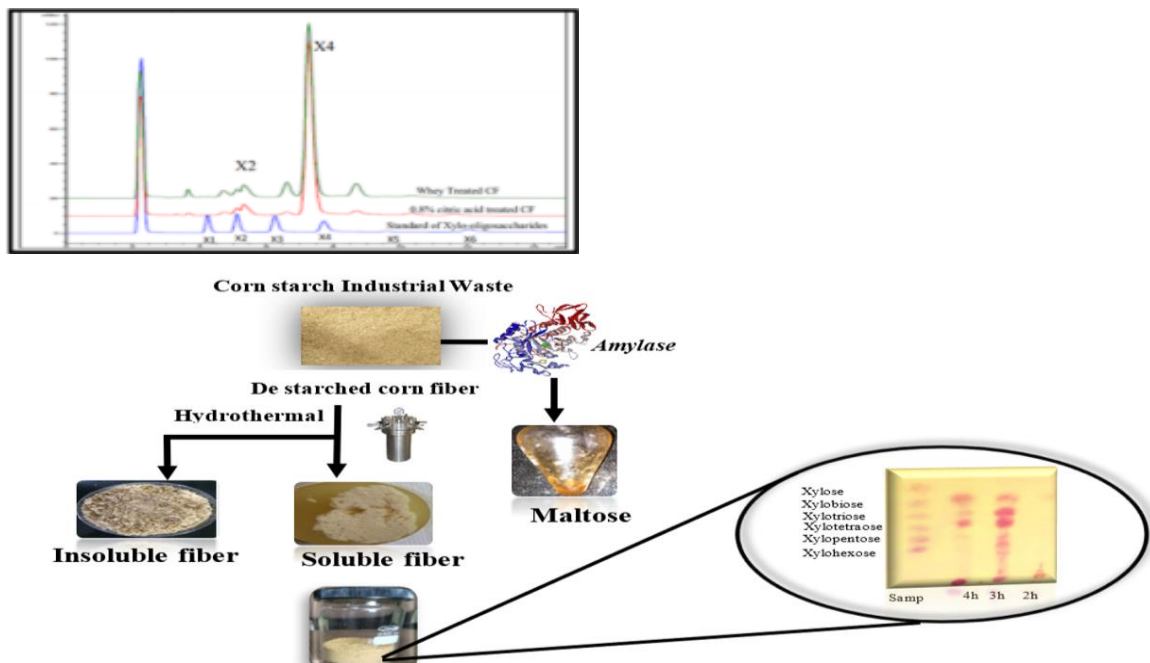 X4
X2
Whey Treated CF
0.8% citric acid treated CF
Standard of Xylo-oligosaccharides
X1 X2 X3 X4 X5 X6
Corn starch Industrial Waste
Amylase
De starched corn fiber
Hydrothermal
Insoluble fiber
Soluble fiber
Maltose
Xylose
Xylobiose
Xylotriose
Xylotetraose
Xylopentose
Xylohexose
Samp 4h 3h 2h